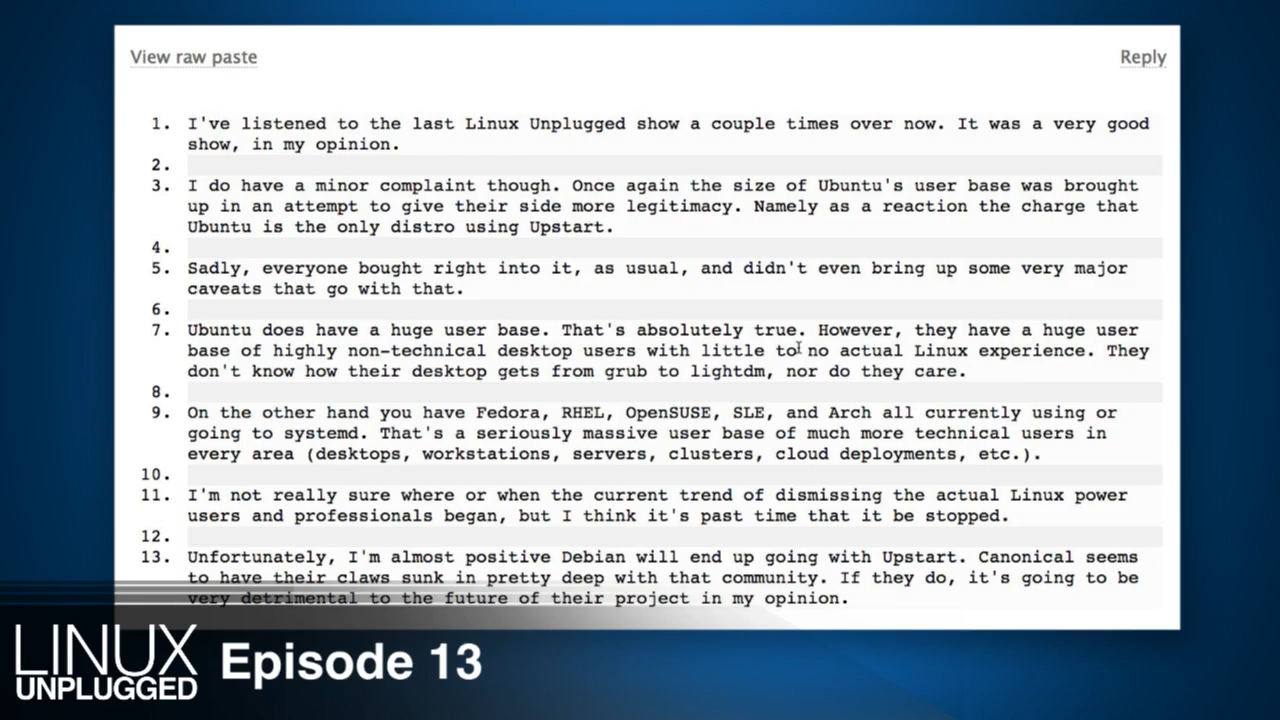 View raw paste
Reply
1. I've listened to the last Linux Unplugged show a couple times over now. It was a very good
show, in my opinion.
2.
3. I do have a minor complaint though. Once again the size of Ubuntu's user base was brought
up in an attempt to give their side more legitimacy. Namely as a reaction the charge that
Ubuntu is the only distro using Upstart.
4.
5. Sadly, everyone bought right into it, as usual, and didn't even bring up some very major
caveats that go with that.
6.
7. Ubuntu does have a huge user base. That's absolutely true. However, they have a huge user
base of highly non-technical desktop users with little to no actual Linux experience. They
don't know how their desktop gets from grub to lightdm, nor do they care.
8.
9. On the other hand you have Fedora, RHEL, OpenSUSE, SLE, and Arch all currently using or
going to systemd. That's a seriously massive user base of much more technical users in
every area (desktops, workstations, servers, clusters, cloud deployments, etc.).
10.
11. I'm not really sure where or when the current trend of dismissing the actual Linux power
users and professionals began, but I think it's past time that it be stopped.
12.
13. Unfortunately, I'm almost positive Debian will end up going with Upstart. Canonical seems
to have their claws sunk in pretty deep with that community. If they do, it's going to be
very detrimental to the future of their project in my opinion.
LINUX
UNPLUGGED
Episode 13